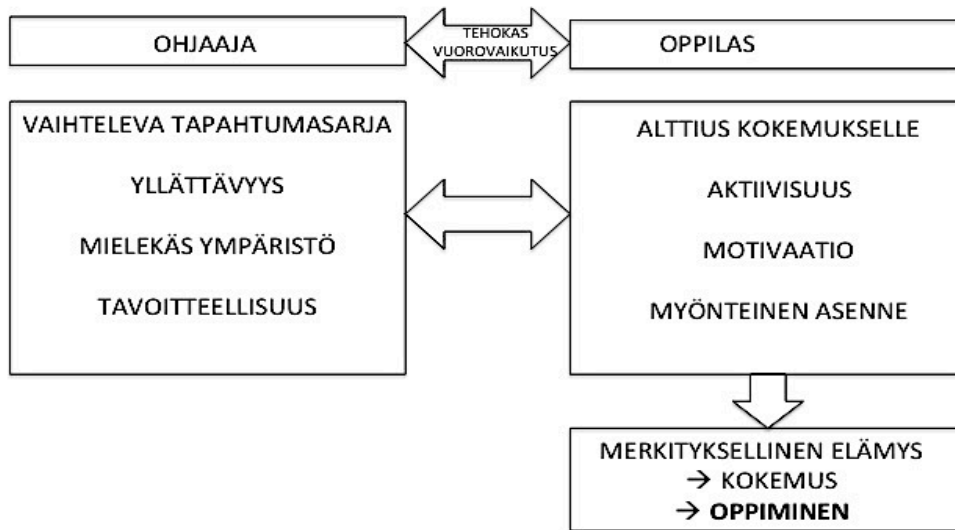 OHJAAJA
TEHOKAS
VUOROVAIKUTUS
OPPILAS
VAIHTELEVA TAPAHTUMASARJA
YLLÄTTÄVYYS
MIELEKÄS YMPÄRISTÖ
TAVOITTEELLISUUS
ALTTIUS KOKEMUKSELLE
AKTIIVISUUS
MOTIVAATIO
MYÖNTEINEN ASENNE
MERKITYKSELLINEN ELÄMYS
→ KOKEMUS
→ OPPIMINEN